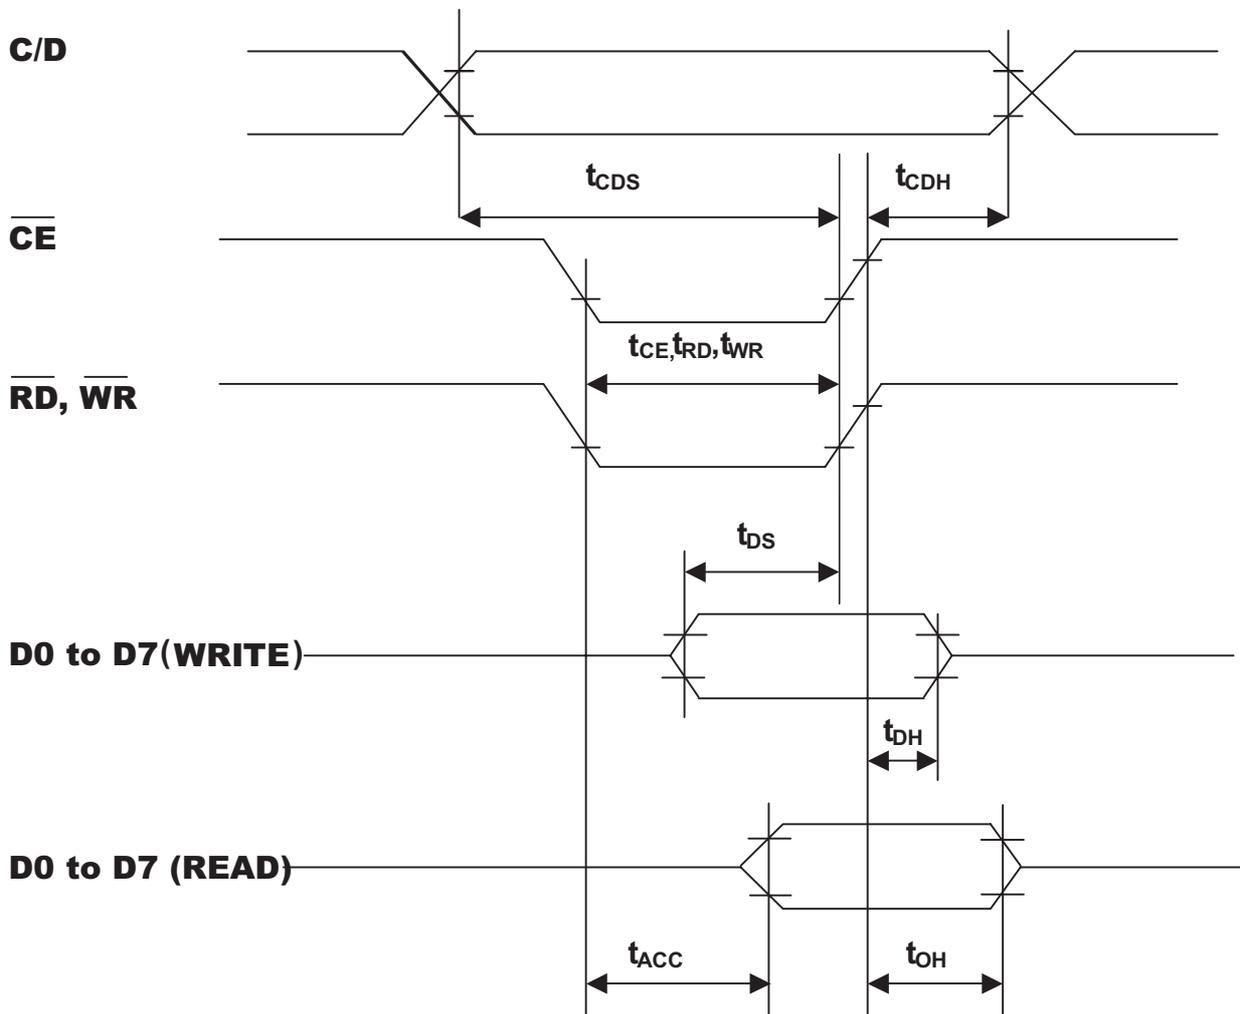 C/D
tCDS
tCDH
CE
tCE,tRD,tWR
RD, WR
tDS
D0 to D7(WRITE)
tDH
D0 to D7 (READ)
tACC
tOH